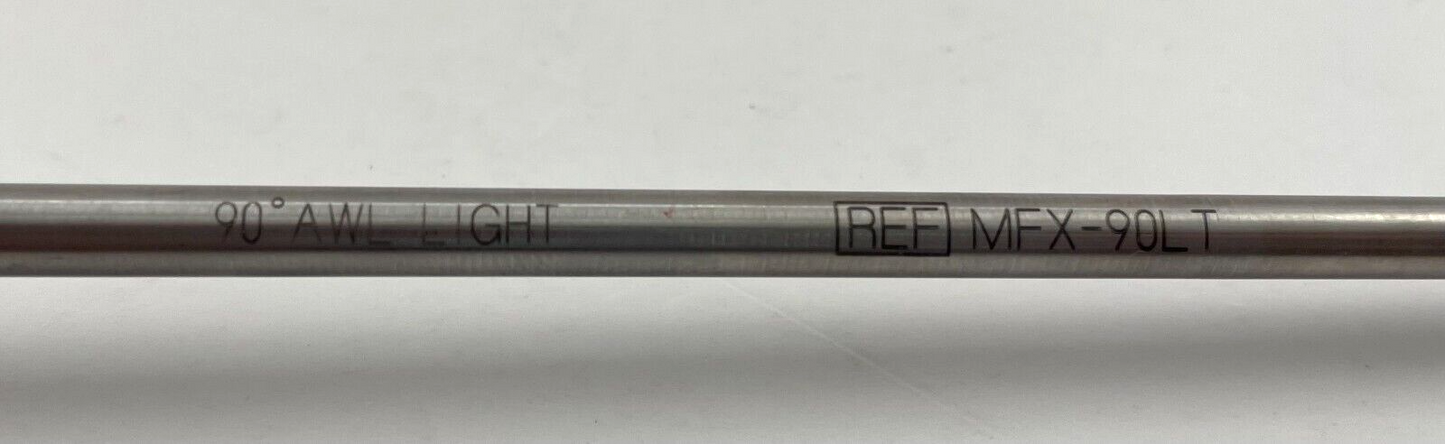 90° AWL LIGHT REF MFX-90LT